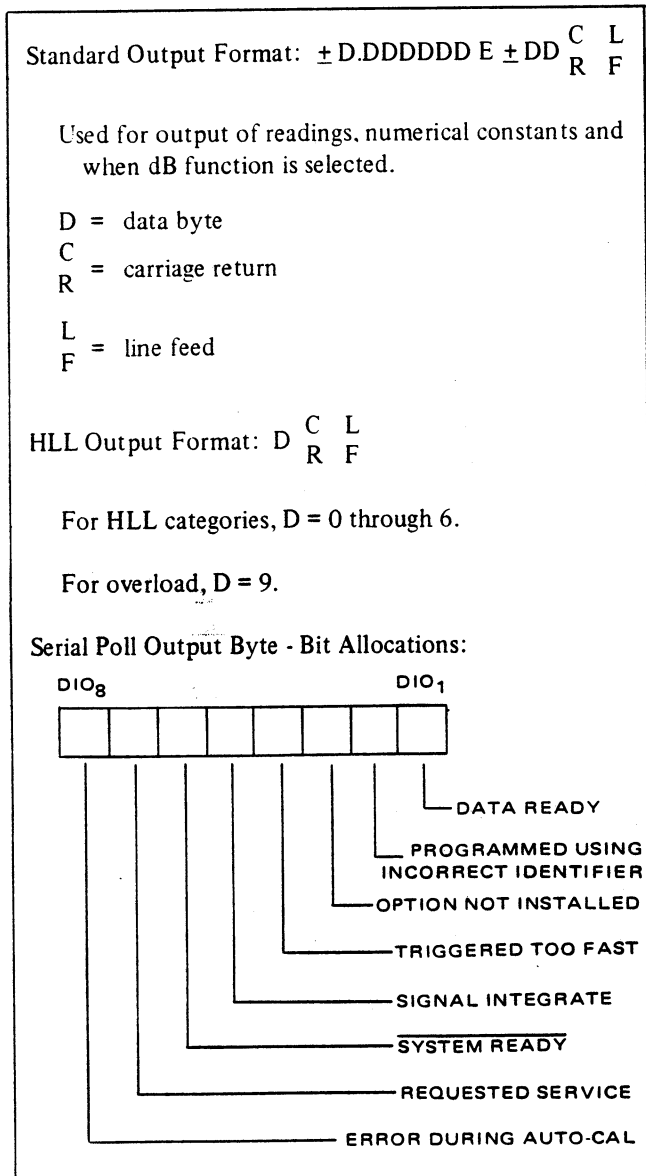 Standard Output Format: ± D.DDDDDD E ± DD C R L F
Used for output of readings, numerical constants and
when dB function is selected.
D = data byte
C R = carriage return
L F = line feed
HLL Output Format: D C R L F
For HLL categories, D = 0 through 6.
For overload, D = 9.
Serial Poll Output Byte - Bit Allocations:
DIO8 DIO1
DATA READY
PROGRAMMED USING
INCORRECT IDENTIFIER
OPTION NOT INSTALLED
TRIGGERED TOO FAST
SIGNAL INTEGRATE
SYSTEM READY
REQUESTED SERVICE
ERROR DURING AUTO-CAL